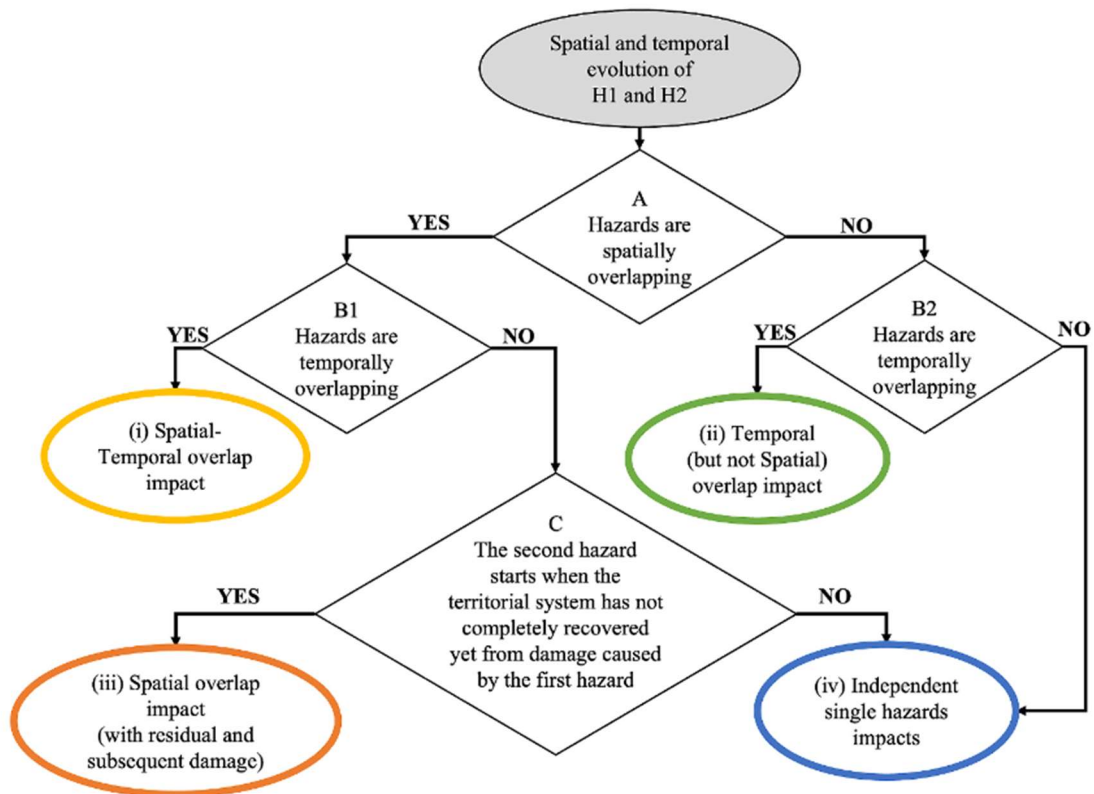 Spatial and temporal
evolution of
H1 and H2
A
Hazards are
spatially
overlapping
YES
NO
B1
Hazards are
temporally
overlapping
YES
NO
B2
Hazards are
temporally
overlapping
YES
NO
(i) Spatial-
Temporal overlap
impact
(ii) Temporal
(but not Spatial)
overlap impact
C
The second hazard
starts when the
territorial system has not
completely recovered
yet from damage caused
by the first hazard
YES
NO
(iii) Spatial overlap
impact
(with residual and
subsequent damage)
(iv) Independent
single hazards
impacts